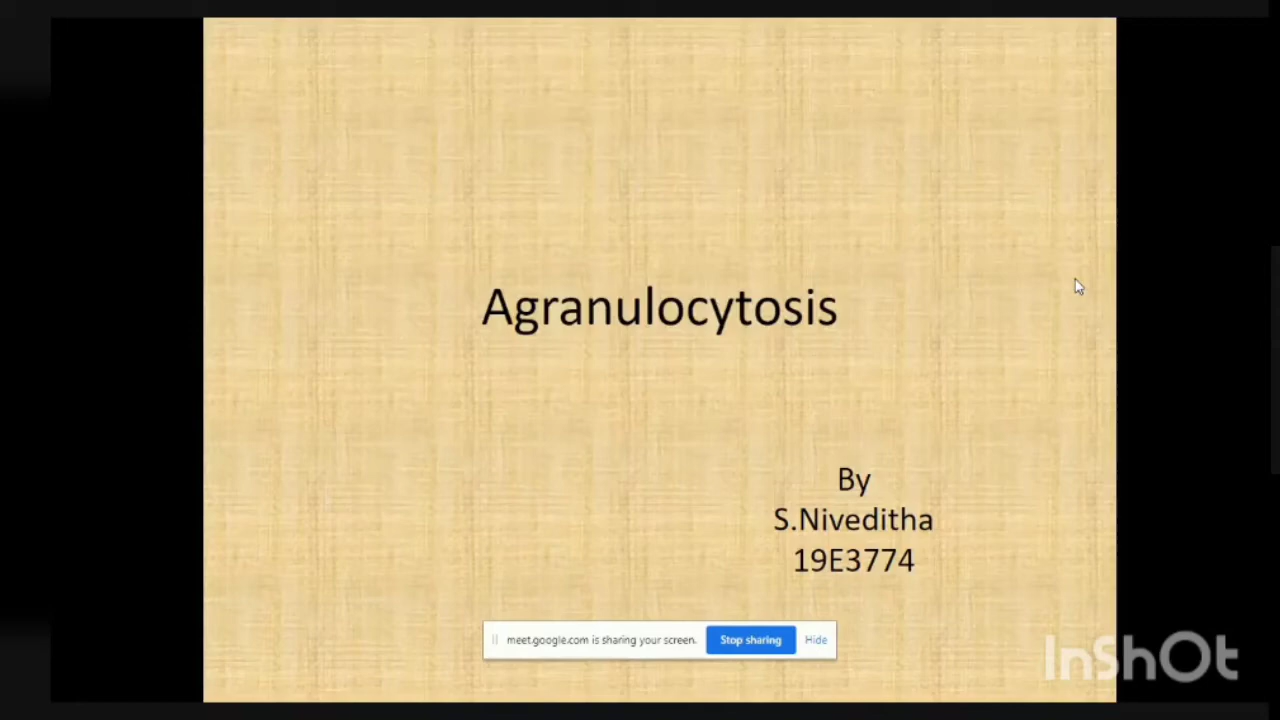 Agranulocytosis
By
S.Niveditha
19E3774
meet.google.com is sharing your screen. Stop sharing Hide
InShOt